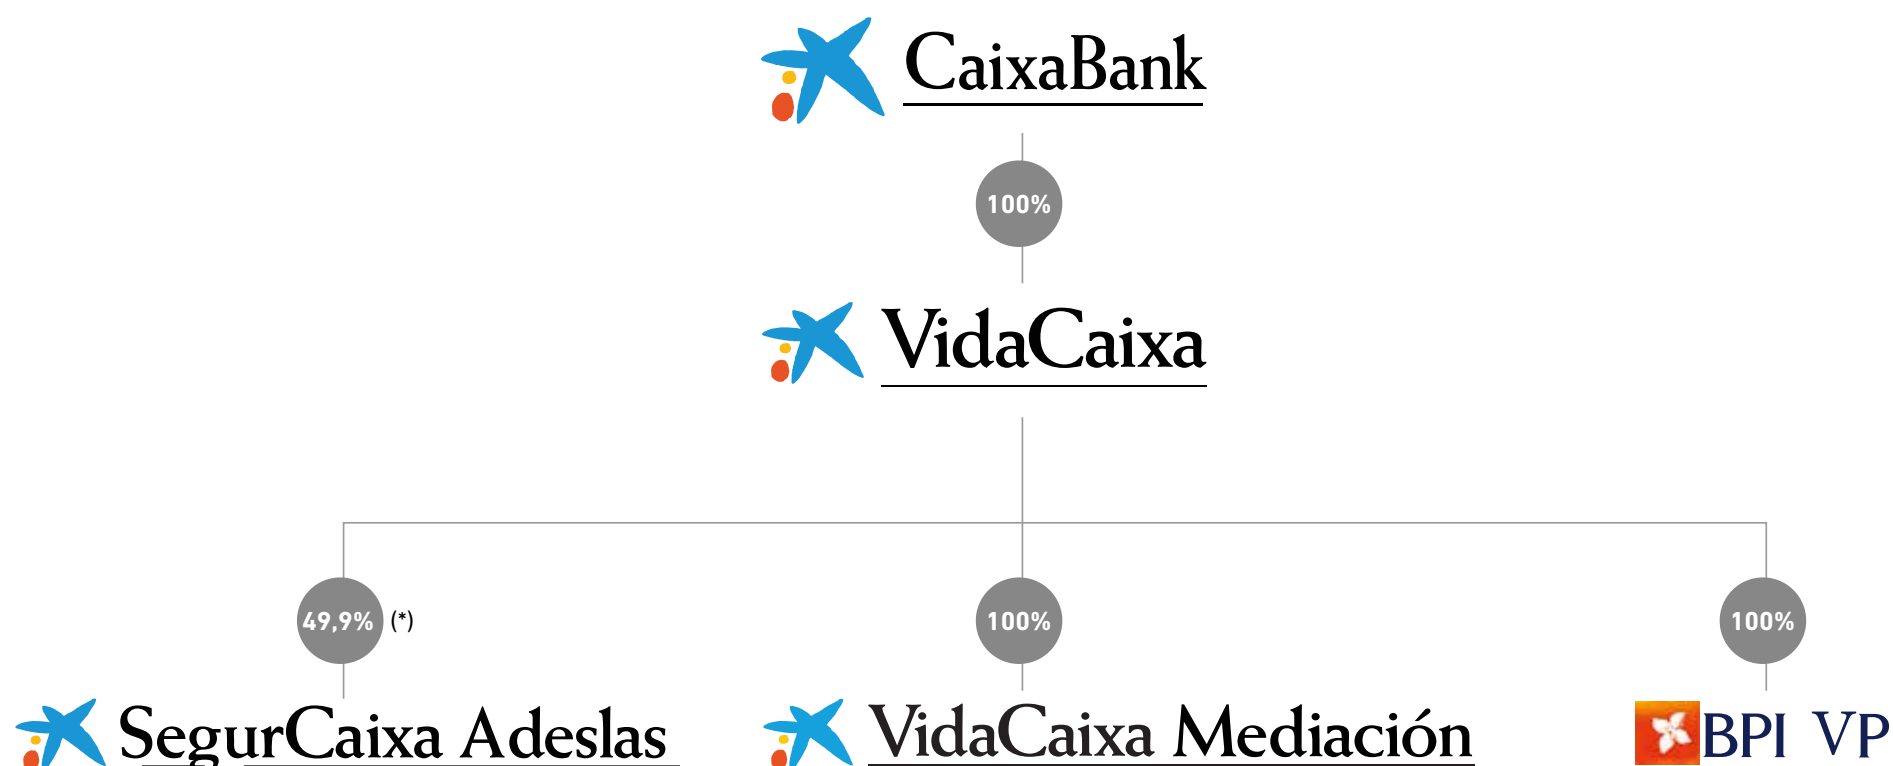 CaixaBank
100%
VidaCaixa
49,9% (*)
100%
100%
SegurCaixa Adeslas
VidaCaixa Mediación
BPI VP